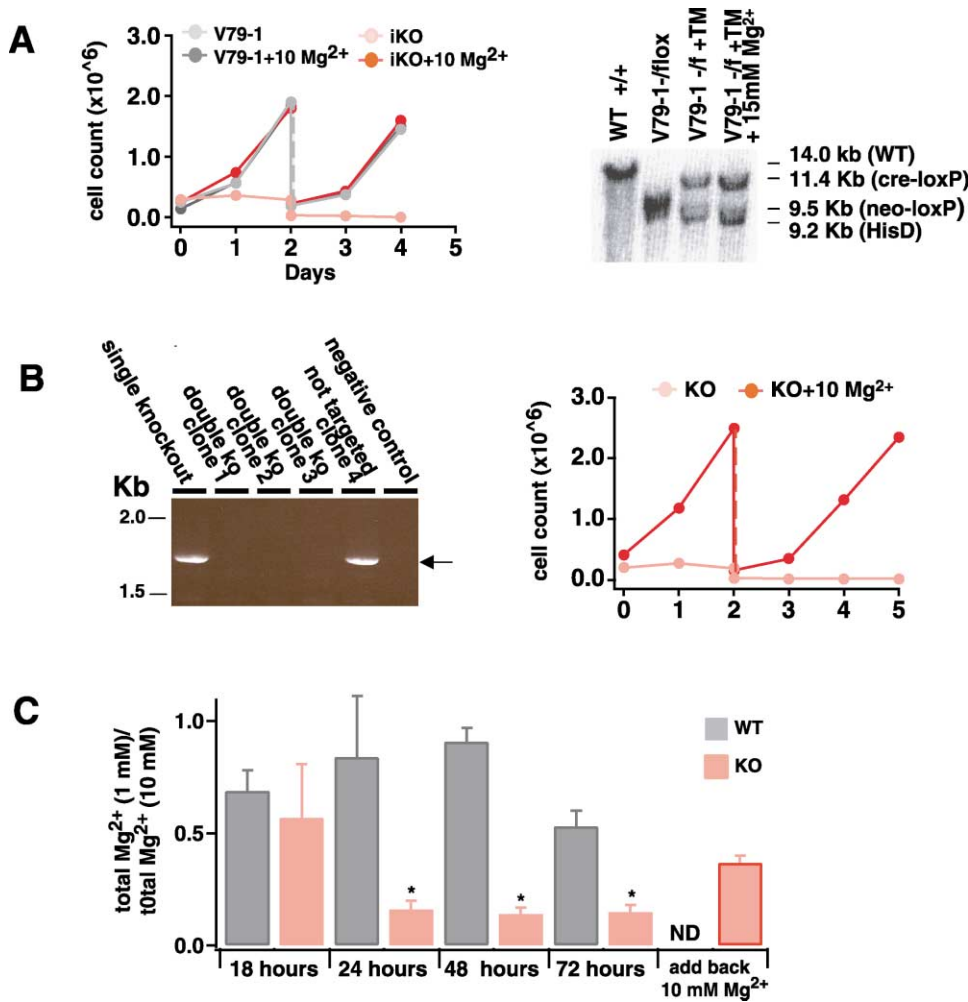 A
V79-1
V79-1+10 Mg2+
iKO
iKO+10 Mg2+
cell count (x10^6)
3.0
2.0
1.0
0.0
0 1 2 3 4 5
Days
WT +/+
V79-1-/flox
V79-1 -/f +TM
V79-1 -/f +TM
+ 15mM Mg2+
14.0 kb (WT)
11.4 Kb (cre-loxP)
9.5 Kb (neo-loxP)
9.2 Kb (HisD)
B
single knockout
double ko
clone 1
double ko
clone 2
double ko
clone 3
not targeted
clone 4
negative control
Kb
2.0
1.5
KO
KO+10 Mg2+
cell count (x10^6)
3.0
2.0
1.0
0.0
0 1 2 3 4 5
C
total Mg2+ (1 mM)/
t0tal Mg2+ (10 mM)
1.0
0.5
0.0
WT
KO
* * *
ND
18 hours 24 hours 48 hours 72 hours add back
10 mM Mg2+